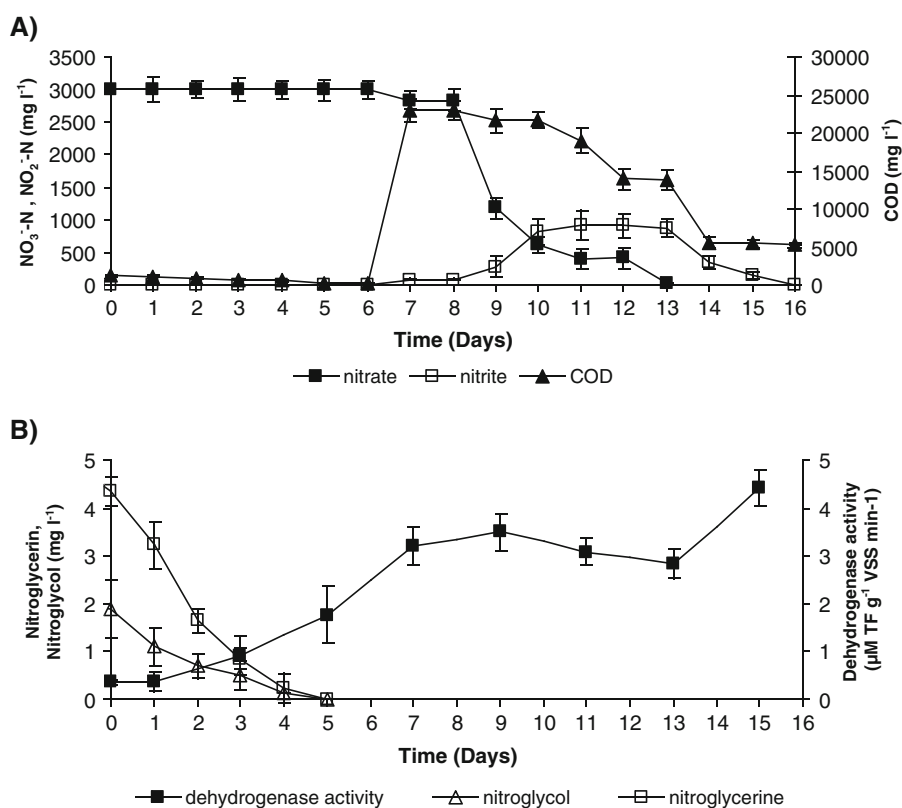 A)
NO₃⁻-N , NO₂⁻-N (mg l⁻¹)
3500
3000
2500
2000
1500
1000
500
0
30000
25000
20000
15000
10000
5000
0
COD (mg l⁻¹)
0 1 2 3 4 5 6 7 8 9 10 11 12 13 14 15 16
Time (Days)
nitrate nitrite COD
B)
Nitroglycerin,
Nitroglycol (mg l⁻¹)
5
4
3
2
1
0
5
4
3
2
1
0
Dehydrogenase activity
(µM TF g⁻¹ VSS min-1)
0 1 2 3 4 5 6 7 8 9 10 11 12 13 14 15 16
Time (Days)
dehydrogenase activity nitroglycol nitroglycerine